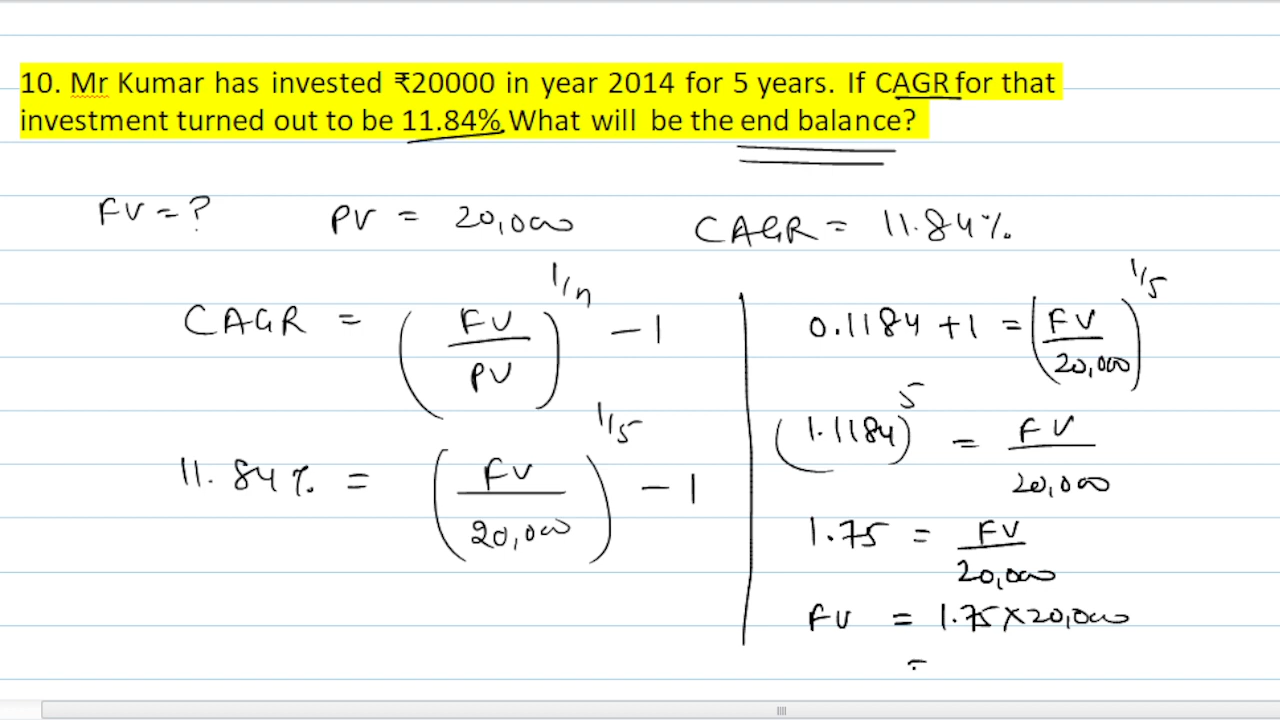 10. Mr Kumar has invested ₹20000 in year 2014 for 5 years. If CAGR for that
investment turned out to be 11.84%. What will be the end balance?
FV = ? PV = 20,000 CAGR = 11.84%
CAGR = (FV/PV)^1/n - 1
11.84% = (FV/20,000)^1/5 - 1
0.1184 + 1 = (FV/20,000)^1/5
(1.1184)^5 = FV/20,000
1.75 = FV/20,000
FV = 1.75 × 20,000
=